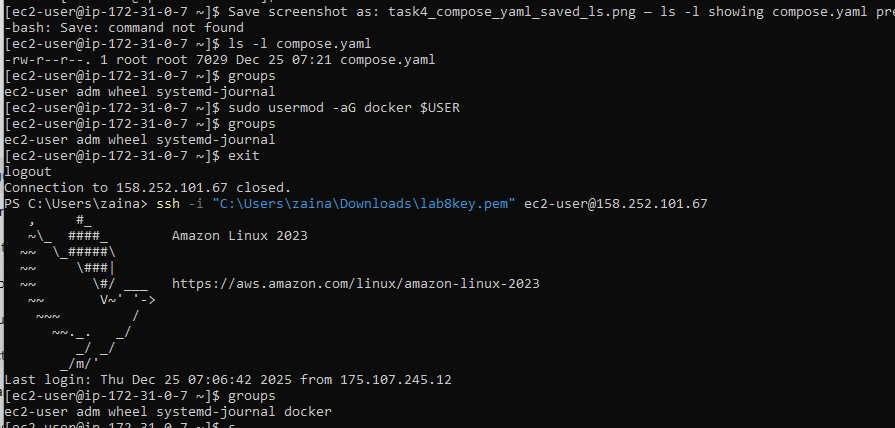 [ec2-user@ip-172-31-0-7 ~]$ Save screenshot as: task4_compose_yaml_saved_ls.png — ls -l showing compose.yaml pre
-bash: Save: command not found
[ec2-user@ip-172-31-0-7 ~]$ ls -l compose.yaml
-rw-r--r--. 1 root root 7029 Dec 25 07:21 compose.yaml
[ec2-user@ip-172-31-0-7 ~]$ groups
ec2-user adm wheel systemd-journal
[ec2-user@ip-172-31-0-7 ~]$ sudo usermod -aG docker $USER
[ec2-user@ip-172-31-0-7 ~]$ groups
ec2-user adm wheel systemd-journal
[ec2-user@ip-172-31-0-7 ~]$ exit
logout
Connection to 158.252.101.67 closed.
PS C:\Users\zaina> ssh -i "C:\Users\zaina\Downloads\lab8key.pem" ec2-user@158.252.101.67
   ,     #_
   ~\_  ####_        Amazon Linux 2023
  ~~  \_#####\
  ~~     \###|
  ~~       \#/ ___   https://aws.amazon.com/linux/amazon-linux-2023
   ~~       V~' '->
    ~~~         /
      ~~._.   _/
         _/ _/
       _/m/'
Last login: Thu Dec 25 07:06:42 2025 from 175.107.245.12
[ec2-user@ip-172-31-0-7 ~]$ groups
ec2-user adm wheel systemd-journal docker
[ec2-user@ip-172-31-0-7 ~]$